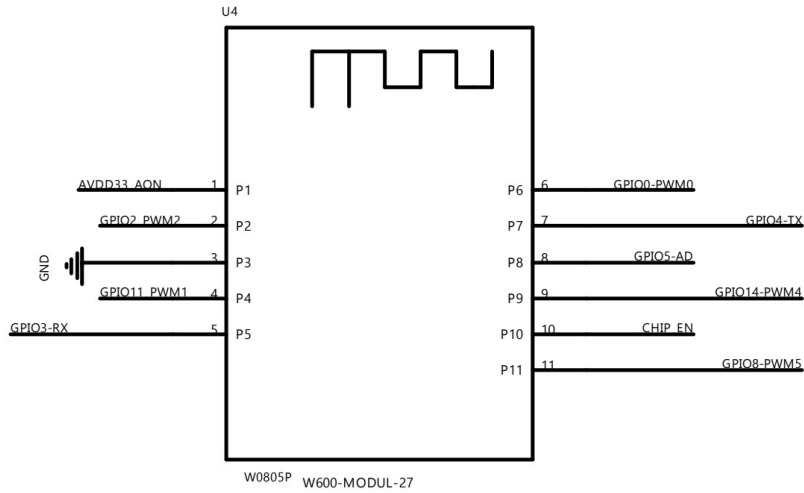 U4
AVDD33_AON 1 P1 P6 6 GPIO0-PWM0
GPIO2_PWM2 2 P2 P7 7 GPIO4-TX
GND 3 P3 P8 8 GPIO5-AD
GPIO11_PWM1 4 P4 P9 9 GPIO14-PWM4
GPIO3-RX 5 P5 P10 10 CHIP_EN
P11 11 GPIO8-PWM5
W0805P W600-MODUL-27